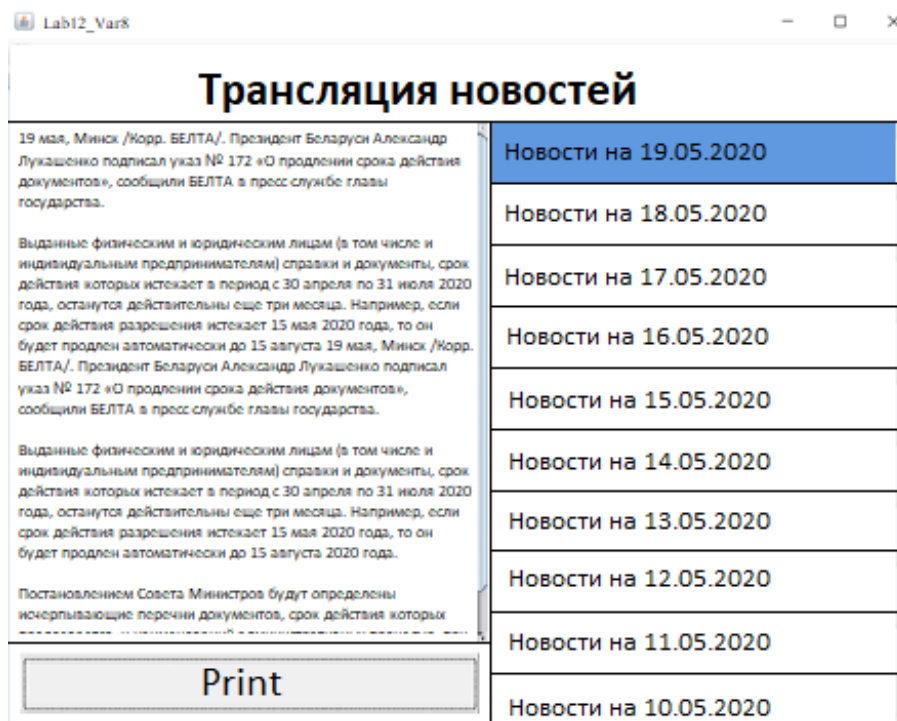 Lab12_Var8
Трансляция новостей
19 мая, Минск /Корр. БЕЛТА/. Президент Беларуси Александр
Лукашенко подписал указ № 172 «О продлении срока действия
документов», сообщили БЕЛТА в пресс-службе главы
государства.
Выданные физическим и юридическим лицам (в том числе и
индивидуальным предпринимателям) справки и документы, срок
действия которых истекает в период с 30 апреля по 31 июля 2020
года, останутся действительны еще три месяца. Например, если
срок действия разрешения истекает 15 мая 2020 года, то он
будет продлен автоматически до 15 августа 19 мая, Минск /Корр.
БЕЛТА/. Президент Беларуси Александр Лукашенко подписал
указ № 172 «О продлении срока действия документов»,
сообщили БЕЛТА в пресс-службе главы государства.
Выданные физическим и юридическим лицам (в том числе и
индивидуальным предпринимателям) справки и документы, срок
действия которых истекает в период с 30 апреля по 31 июля 2020
года, останутся действительны еще три месяца. Например, если
срок действия разрешения истекает 15 мая 2020 года, то он
будет продлен автоматически до 15 августа 2020 года.
Постановлением Совета Министров будут определены
исчерпывающие перечни документов, срок действия которых
Print
Новости на 19.05.2020
Новости на 18.05.2020
Новости на 17.05.2020
Новости на 16.05.2020
Новости на 15.05.2020
Новости на 14.05.2020
Новости на 13.05.2020
Новости на 12.05.2020
Новости на 11.05.2020
Новости на 10.05.2020